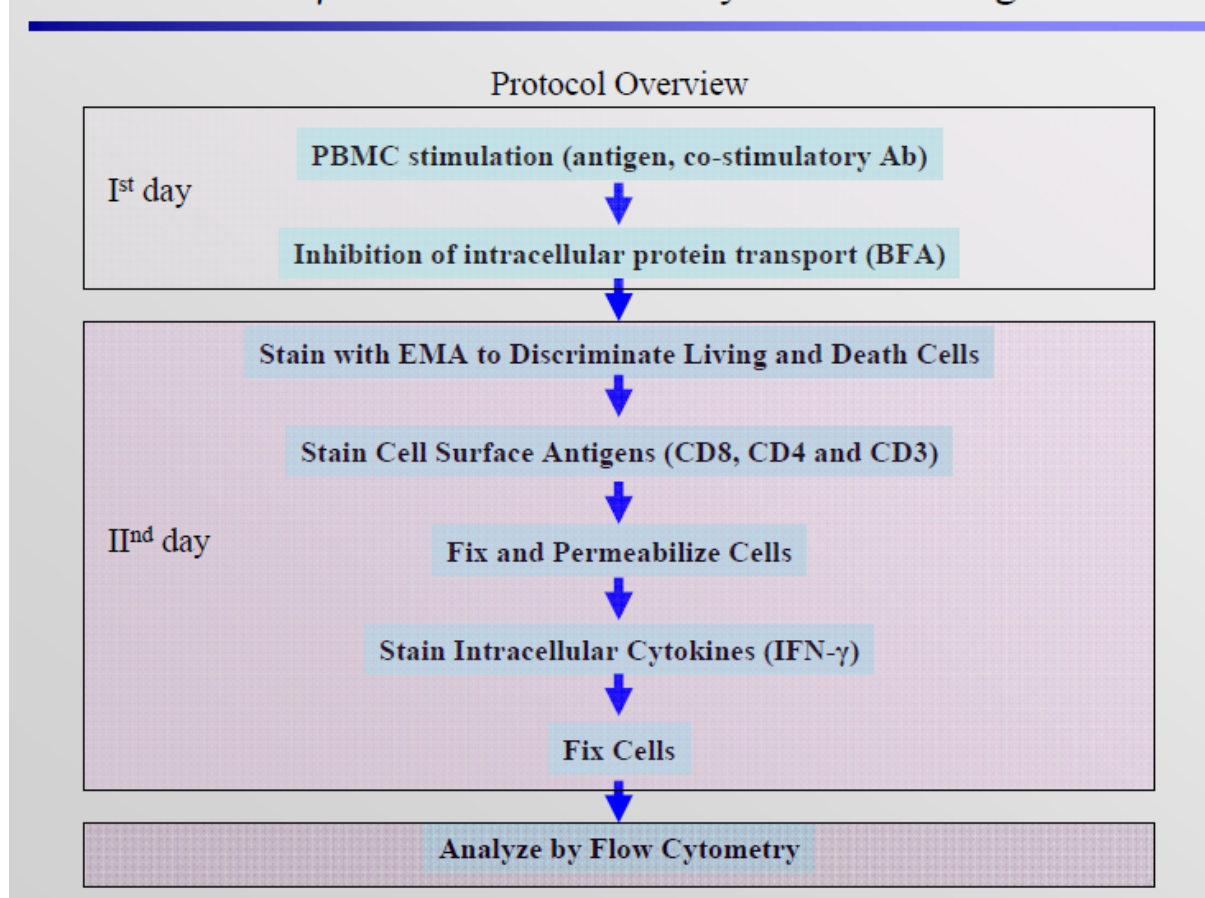 Protocol Overview
PBMC stimulation (antigen, co-stimulatory Ab)
Iˢᵗ day
Inhibition of intracellular protein transport (BFA)
Stain with EMA to Discriminate Living and Death Cells
Stain Cell Surface Antigens (CD8, CD4 and CD3)
IIⁿᵈ day
Fix and Permeabilize Cells
Stain Intracellular Cytokines (IFN-γ)
Fix Cells
Analyze by Flow Cytometry